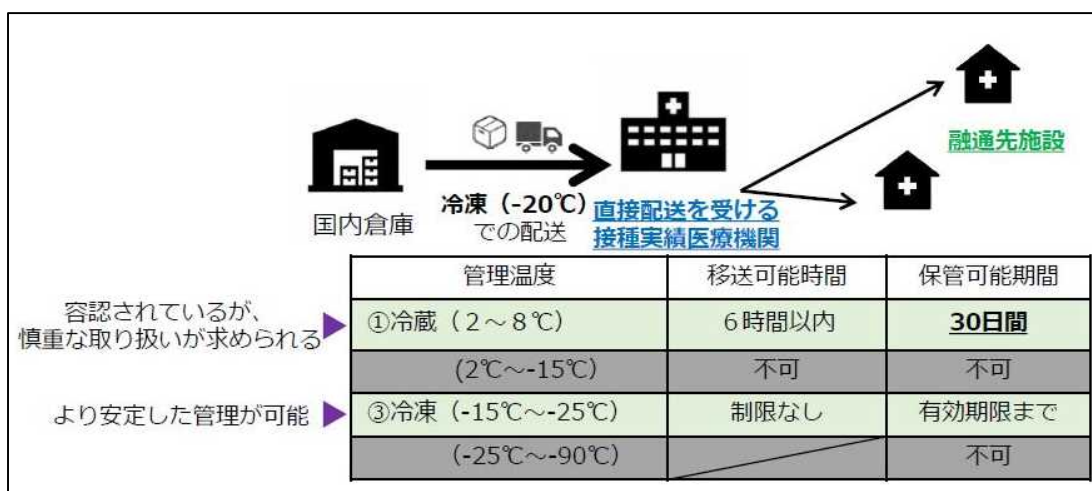 融通先施設
国内倉庫
冷凍（-20℃）
での配送
直接配送を受ける
接種実績医療機関
管理温度 移送可能時間 保管可能期間
容認されているが、
慎重な取り扱いが求められる
①冷蔵（2～8℃） 6時間以内 30日間
(2℃～-15℃) 不可 不可
より安定した管理が可能
③冷凍 (-15℃～-25℃) 制限なし 有効期限まで
(-25℃～-90℃) 不可